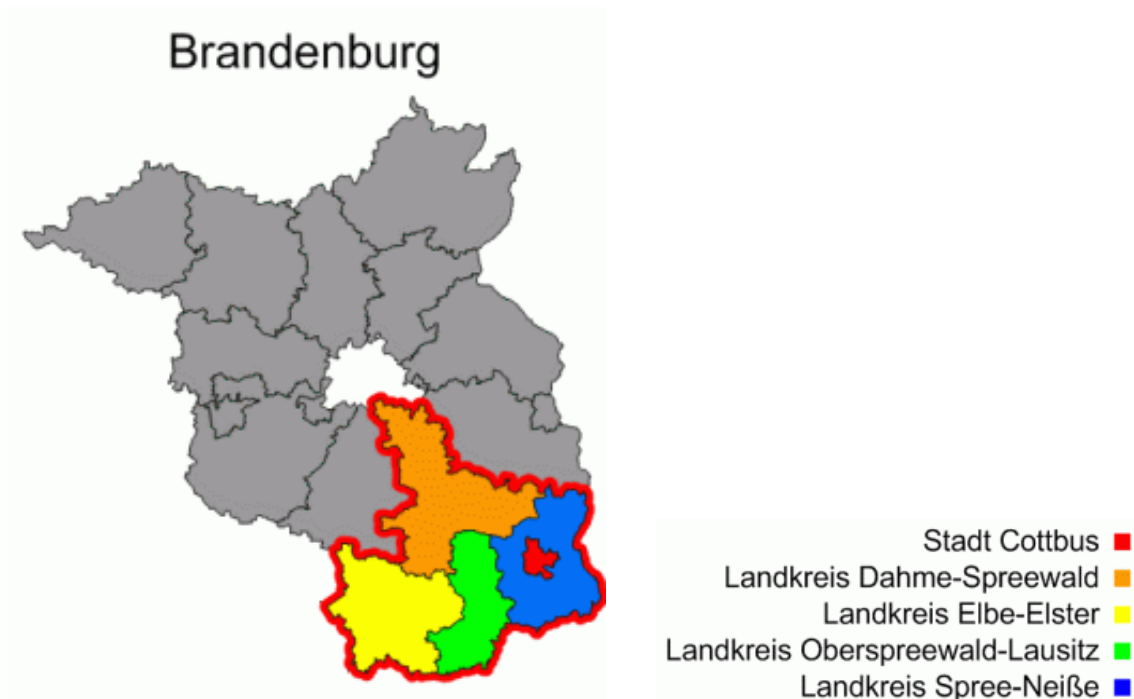 Brandenburg
Stadt Cottbus
Landkreis Dahme-Spreewald
Landkreis Elbe-Elster
Landkreis Oberspreewald-Lausitz
Landkreis Spree-Neiße